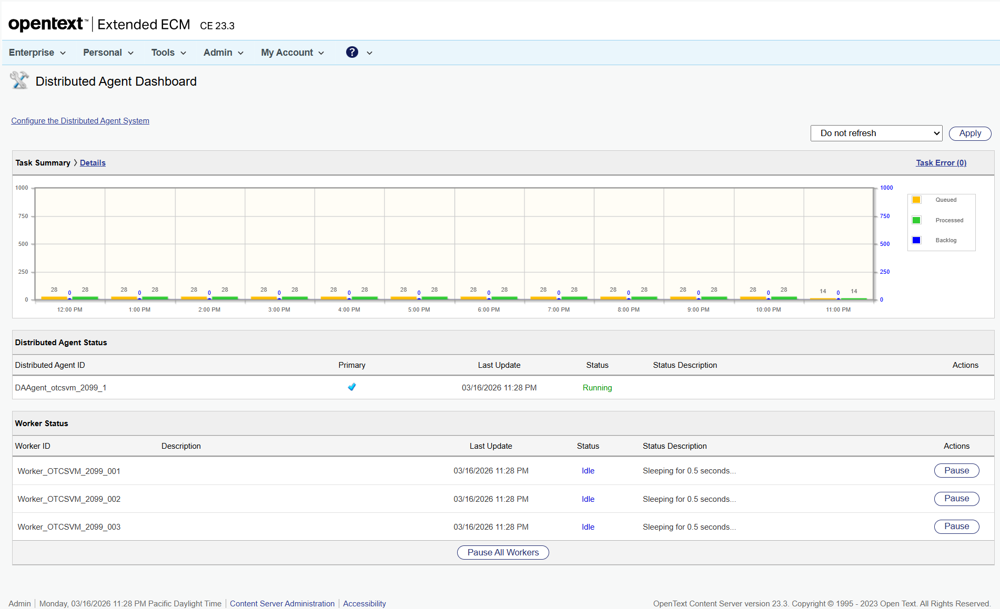 opentext™ | Extended ECM CE 23.3
Enterprise Personal Tools Admin My Account ?
Distributed Agent Dashboard
Configure the Distributed Agent System
Do not refresh Apply
Task Summary > Details Task Error (0)
1000 1000
750 750
500 500
250 250
0 0
28 0 28 28 0 28 28 0 28 28 0 28 28 0 28 28 0 28 28 0 28 28 0 28 28 0 28 28 0 28 28 0 28 14 0 14
12:00 PM 1:00 PM 2:00 PM 3:00 PM 4:00 PM 5:00 PM 6:00 PM 7:00 PM 8:00 PM 9:00 PM 10:00 PM 11:00 PM
Queued
Processed
Backlog
Distributed Agent Status
Distributed Agent ID Primary Last Update Status Status Description Actions
DAAgent_otcsvm_2099_1 03/16/2026 11:28 PM Running
Worker Status
Worker ID Description Last Update Status Status Description Actions
Worker_OTCSVM_2099_001 03/16/2026 11:28 PM Idle Sleeping for 0.5 seconds... Pause
Worker_OTCSVM_2099_002 03/16/2026 11:28 PM Idle Sleeping for 0.5 seconds... Pause
Worker_OTCSVM_2099_003 03/16/2026 11:28 PM Idle Sleeping for 0.5 seconds... Pause
Pause All Workers
Admin | Monday, 03/16/2026 11:28 PM Pacific Daylight Time | Content Server Administration | Accessibility OpenText Content Server version 23.3. Copyright © 1995 - 2023 Open Text. All Rights Reserved.